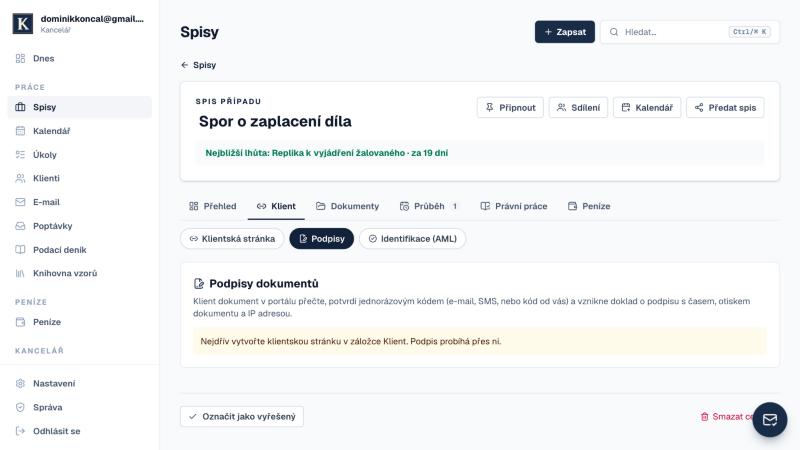 dominikkoncal@gmail....
Kancelář
Dnes
PRÁCE
Spisy
Kalendář
Úkoly
Klienti
E-mail
Poptávky
Podací deník
Knihovna vzorů
PENÍZE
Peníze
KANCELÁŘ
Nastavení
Správa
Odhlásit se
Spisy
Zapsat
Hledat...
Ctrl/⌘ K
Spisy
SPIS PŘÍPADU
Spor o zaplacení díla
Připnout
Sdílení
Kalendář
Předat spis
Nejbližší lhůta: Replika k vyjádření žalovaného · za 19 dní
Přehled
Klient
Dokumenty
Průběh 1
Právní práce
Peníze
Klientská stránka
Podpisy
Identifikace (AML)
Podpisy dokumentů
Klient dokument v portálu přečte, potvrdí jednorázovým kódem (e-mail, SMS, nebo kód od vás) a vznikne doklad o podpisu s časem, otiskem
dokumentu a IP adresou.
Nejdřív vytvořte klientskou stránku v záložce Klient. Podpis probíhá přes ni.
Označit jako vyřešený
Smazat